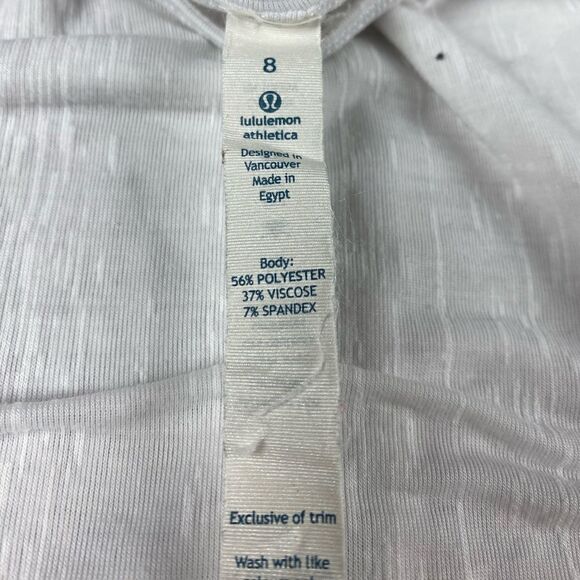 8
lululemon
athletica
Designed in
Vancouver
Made in
Egypt
Body:
56% POLYESTER
37% VISCOSE
7% SPANDEX
Exclusive of trim
Wash with like